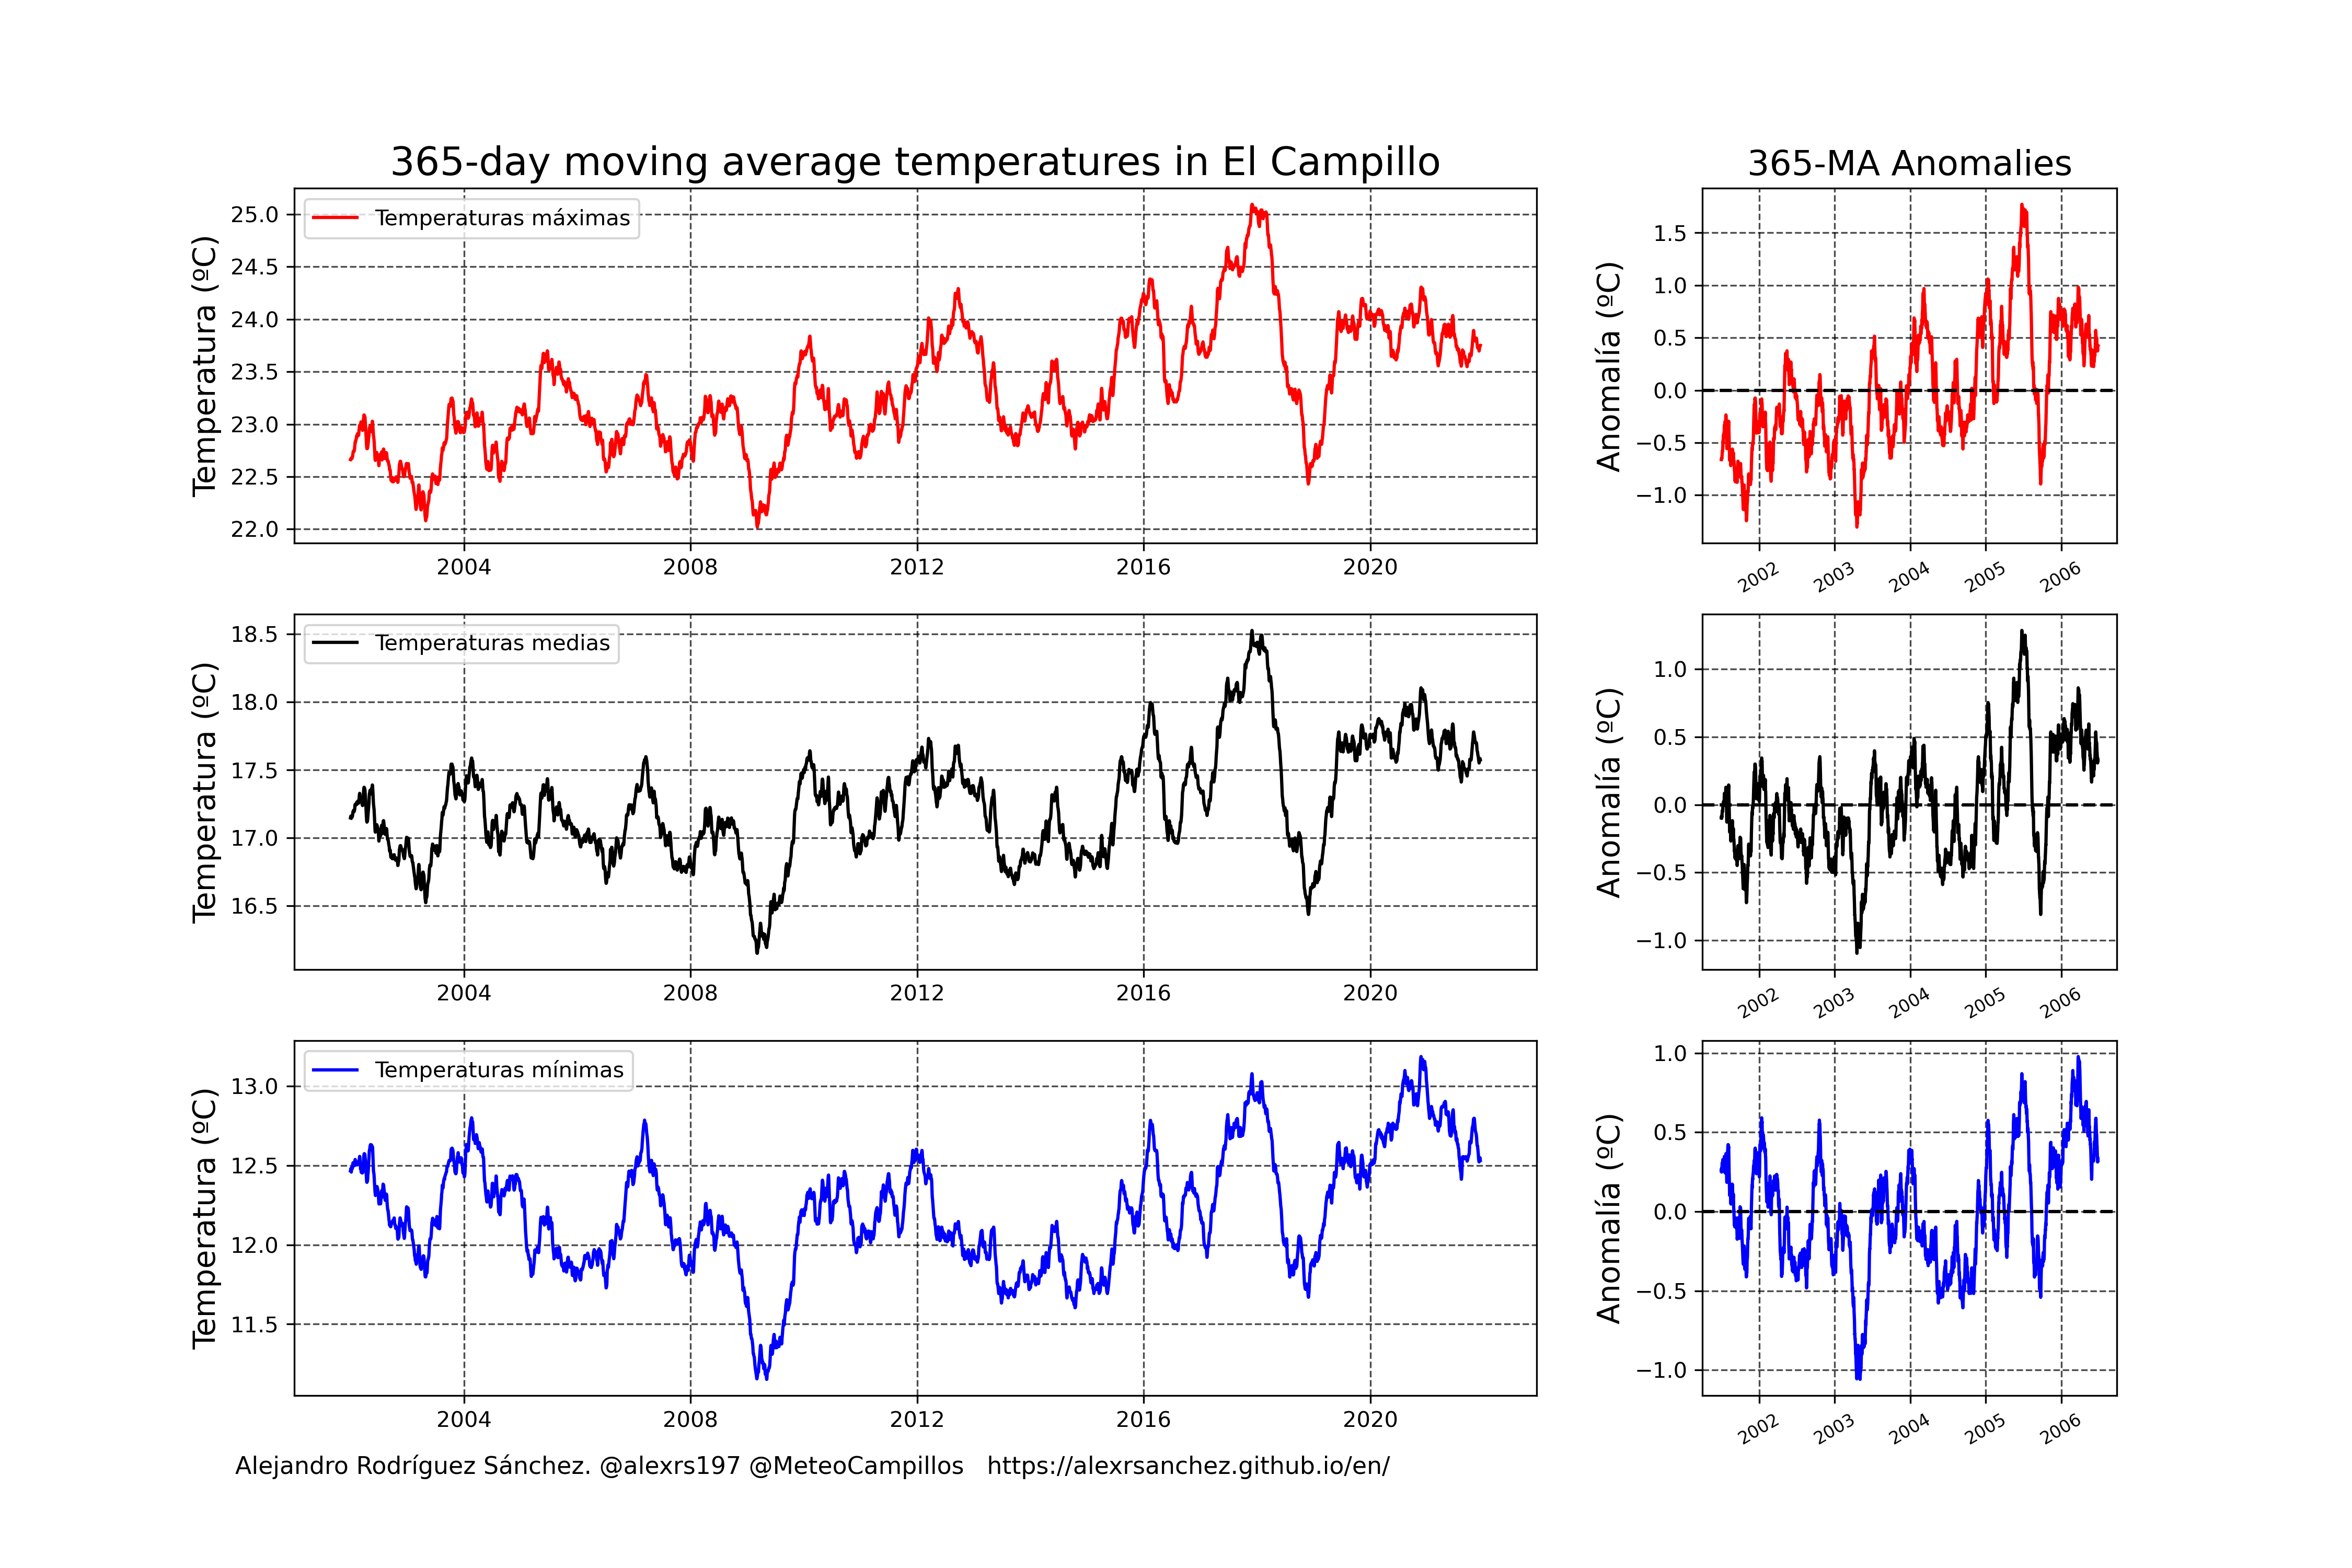 365-day moving average temperatures in El Campillo
365-MA Anomalies
Temperatura (ºC)
25.0
24.5
24.0
23.5
23.0
22.5
22.0
Temperaturas máximas
2004 2008 2012 2016 2020
Anomalía (ºC)
1.5
1.0
0.5
0.0
−0.5
−1.0
2002 2003 2004 2005 2006
Temperatura (ºC)
18.5
18.0
17.5
17.0
16.5
Temperaturas medias
2004 2008 2012 2016 2020
Anomalía (ºC)
1.0
0.5
0.0
−0.5
−1.0
2002 2003 2004 2005 2006
Temperatura (ºC)
13.0
12.5
12.0
11.5
Temperaturas mínimas
2004 2008 2012 2016 2020
Anomalía (ºC)
1.0
0.5
0.0
−0.5
−1.0
2002 2003 2004 2005 2006
Alejandro Rodríguez Sánchez. @alexrs197 @MeteoCampillos https://alexrsanchez.github.io/en/